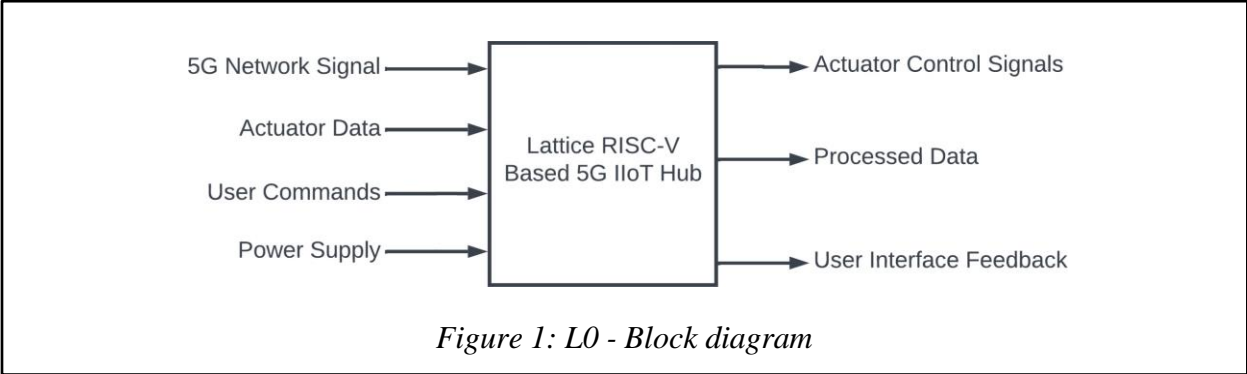 5G Network Signal
Actuator Data
User Commands
Power Supply
Lattice RISC-V
Based 5G IIoT Hub
Actuator Control Signals
Processed Data
User Interface Feedback
Figure 1: L0 - Block diagram